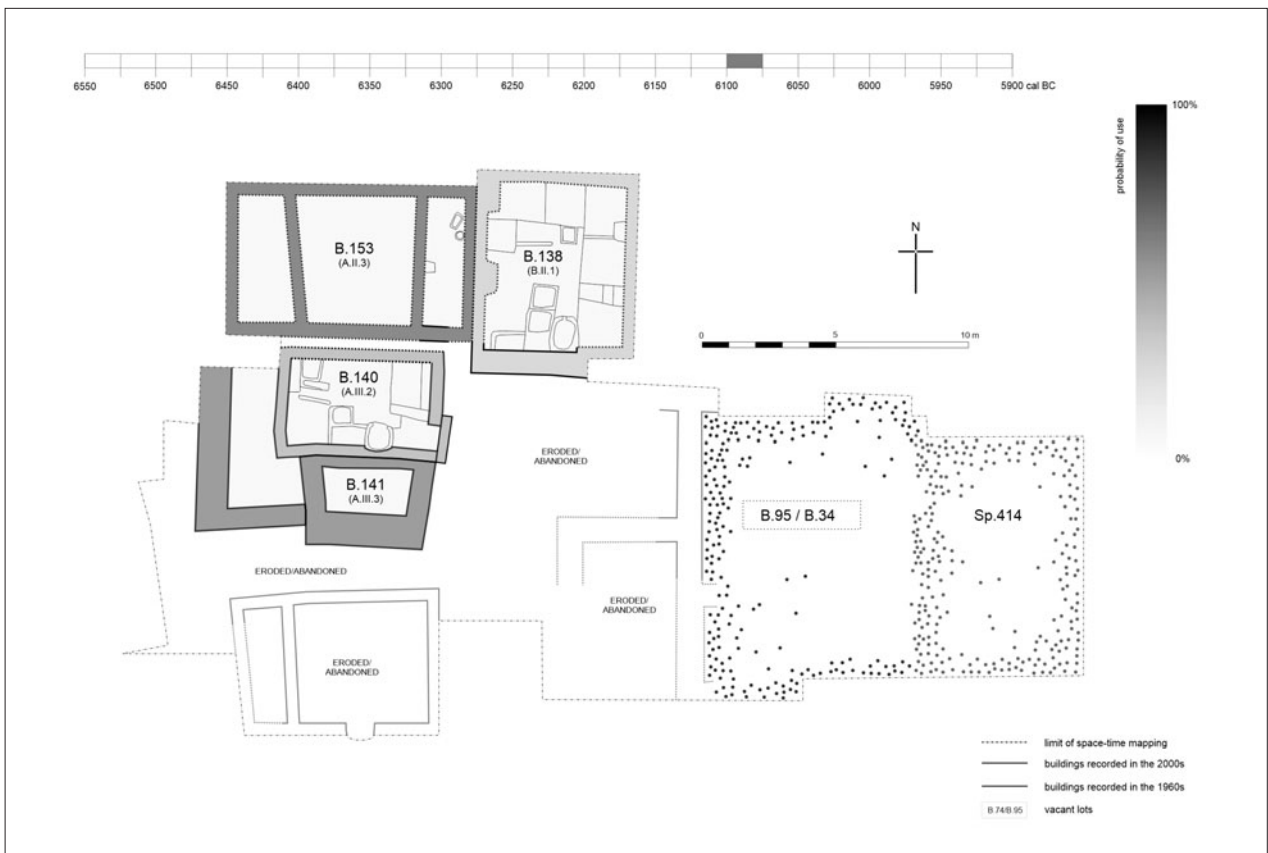 6550 6500 6450 6400 6350 6300 6250 6200 6150 6100 6050 6000 5950 5900 cal BC
100%
probability of use
0%
N
B.153
(A.II.3)
B.138
(B.II.1)
0 5 10 m
B.140
(A.III.2)
ERODED/
ABANDONED
B.141
(A.III.3)
B.95 / B.34
Sp.414
ERODED/ABANDONED
ERODED/
ABANDONED
ERODED/
ABANDONED
limit of space-time mapping
buildings recorded in the 2000s
buildings recorded in the 1960s
B.74/B.95 vacant lots